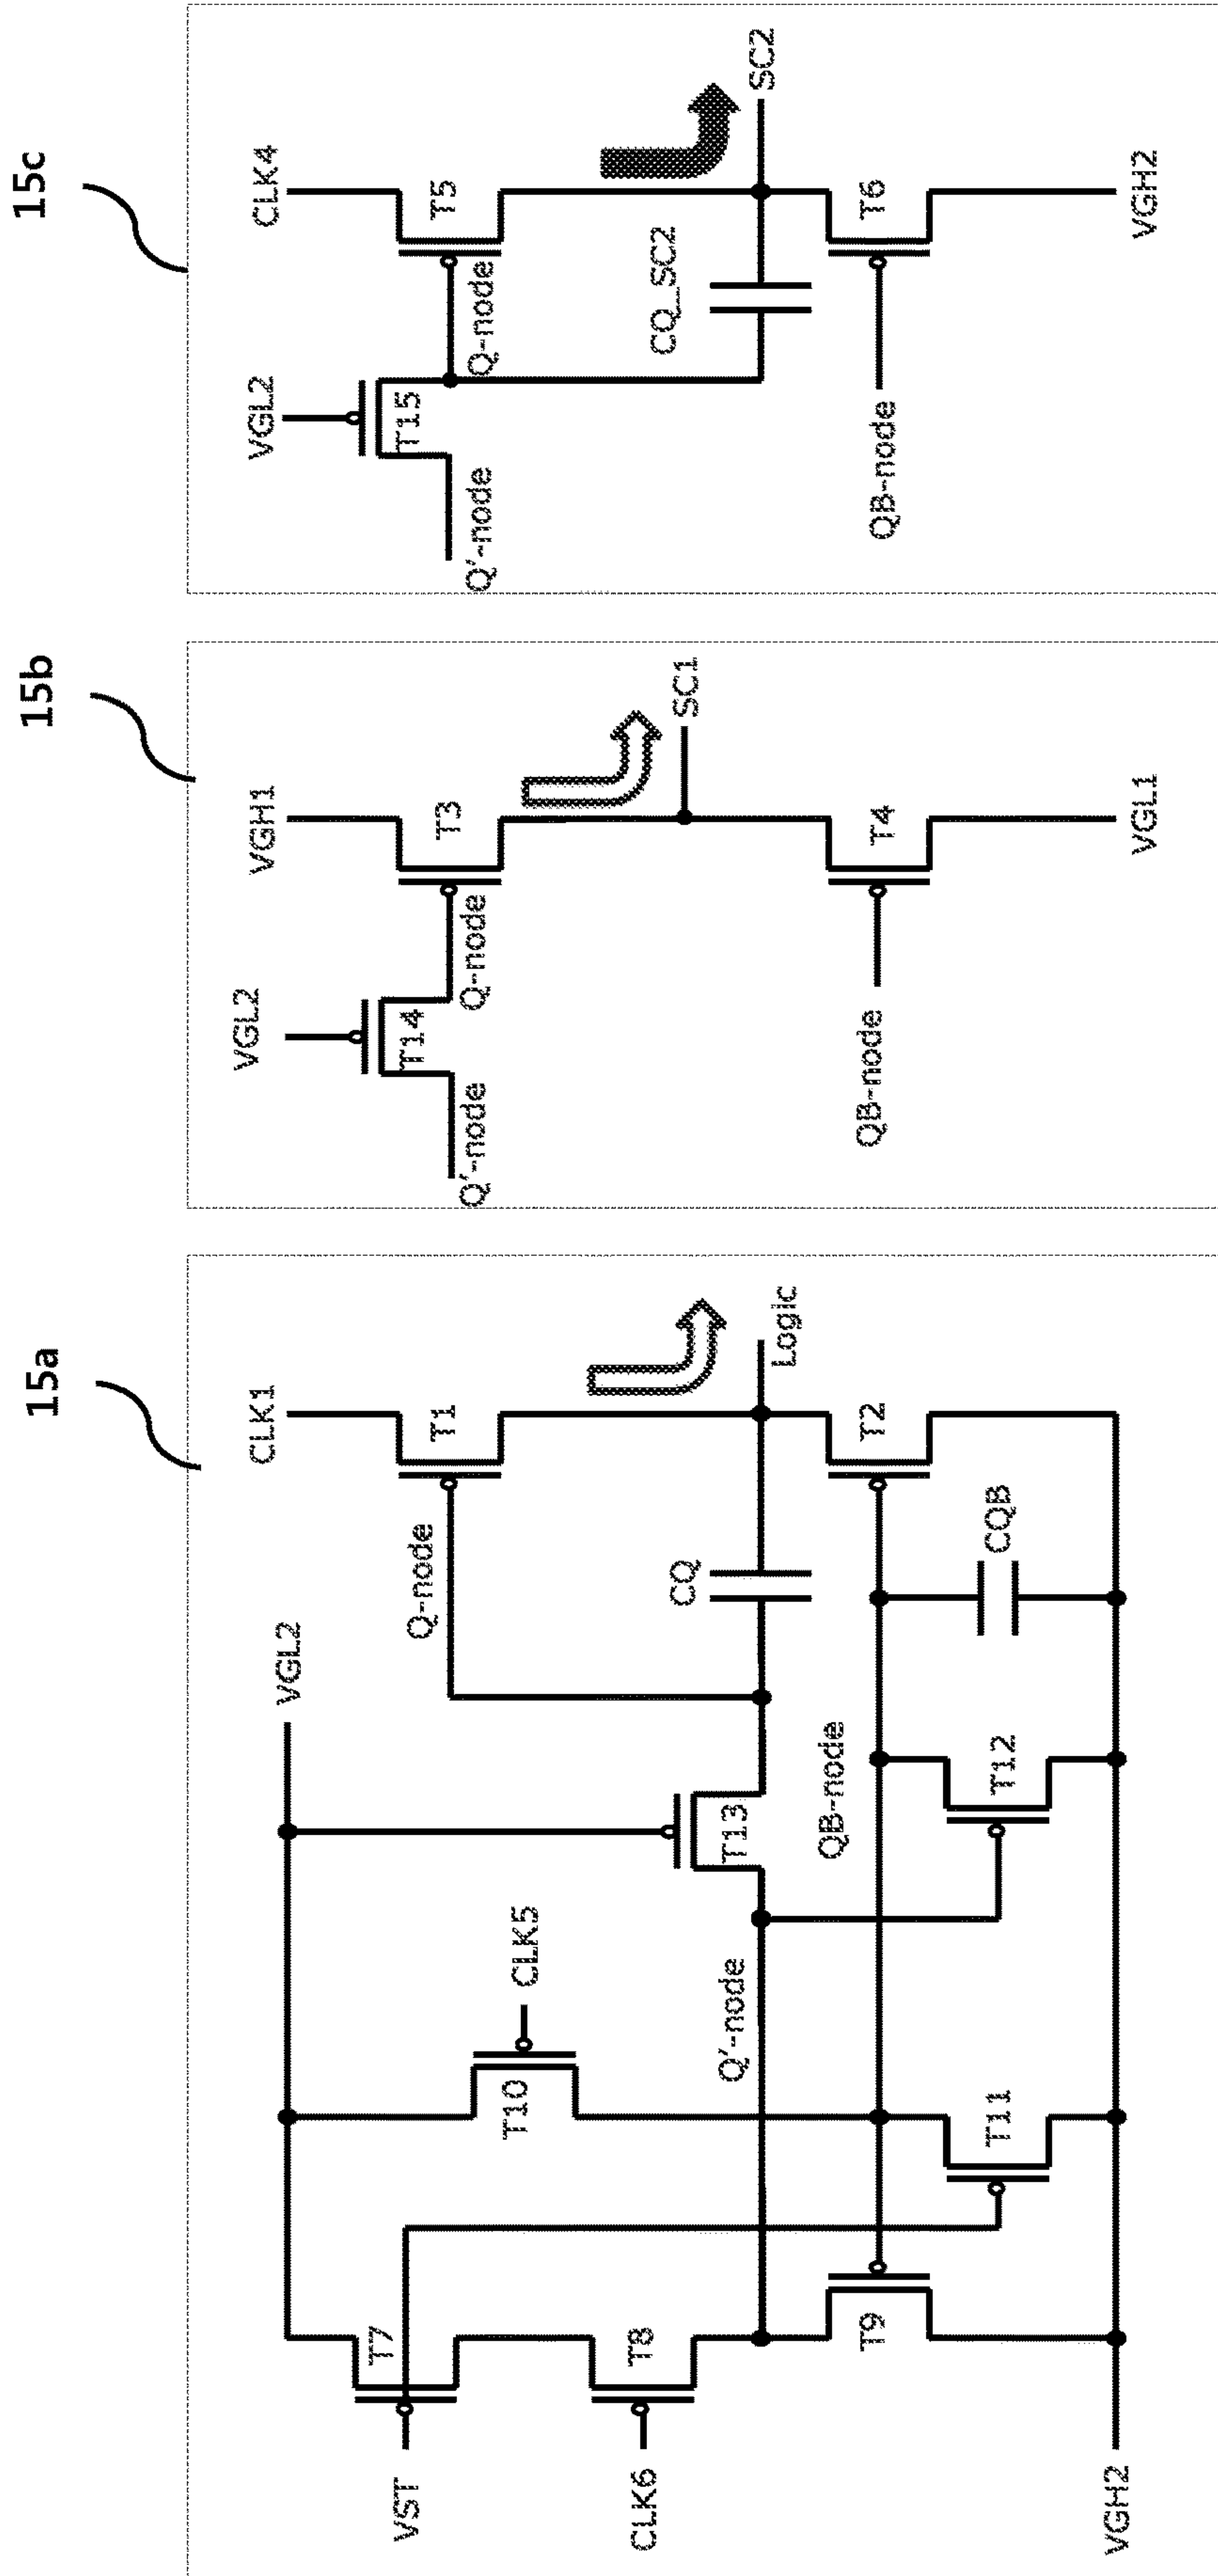 15a
VGL2
CLK1
VST
T7
T10
CLK5
Q-node
T1
CLK6
T8
Q'-node
T13
CQ
Logic
T9
QB-node
T2
T11
T12
CQB
VGH2
15b
VGL2
VGH1
T14
T3
Q'-node
Q-node
SC1
QB-node
T4
VGL1
15c
VGL2
CLK4
T15
T5
Q'-node
Q-node
CQ_SC2
SC2
QB-node
T6
VGH2